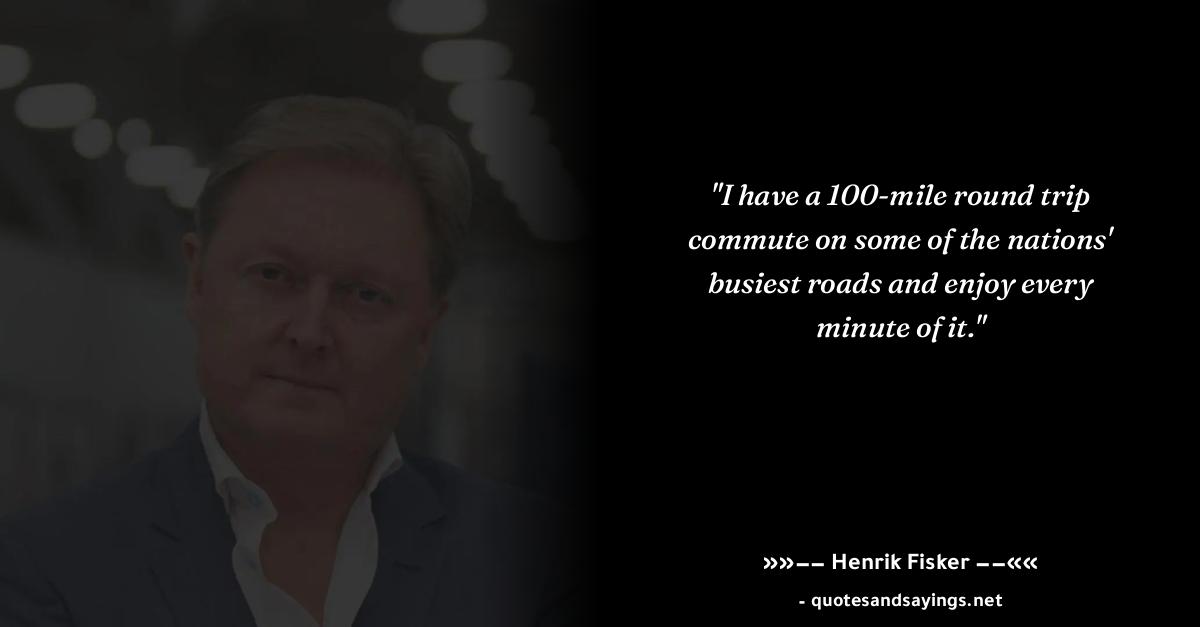 "I have a 100-mile round trip
commute on some of the nations'
busiest roads and enjoy every
minute of it."
»»–– Henrik Fisker ––««
- quotesandsayings.net